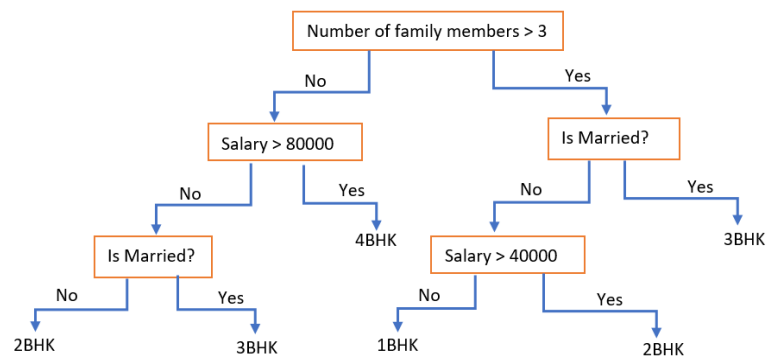 Number of family members > 3
No
Yes
Salary > 80000
Is Married?
No
Yes
No
Yes
4BHK
3BHK
Is Married?
Salary > 40000
No
Yes
No
Yes
2BHK
3BHK
1BHK
2BHK